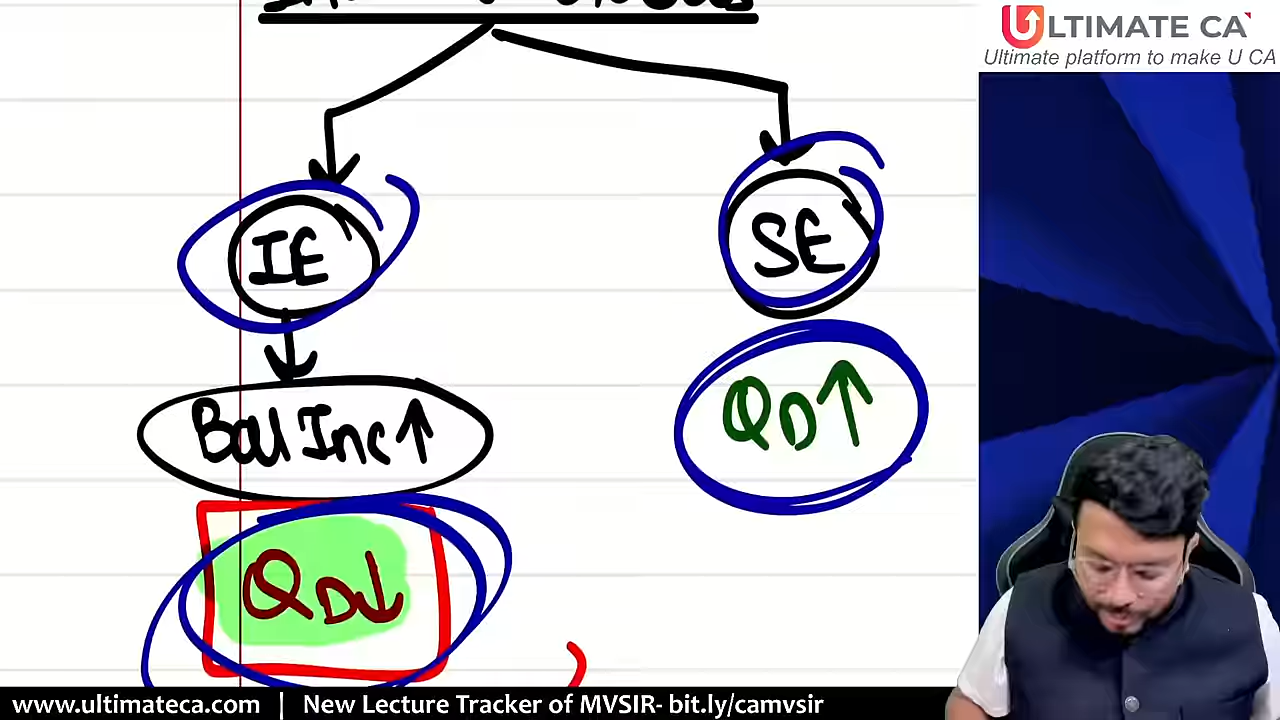 ULTIMATE CA
Ultimate platform to make U CA
IE
SE
Bal Inc↑
QD↑
QD↓
www.ultimateca.com | New Lecture Tracker of MVSIR- bit.ly/camvsir